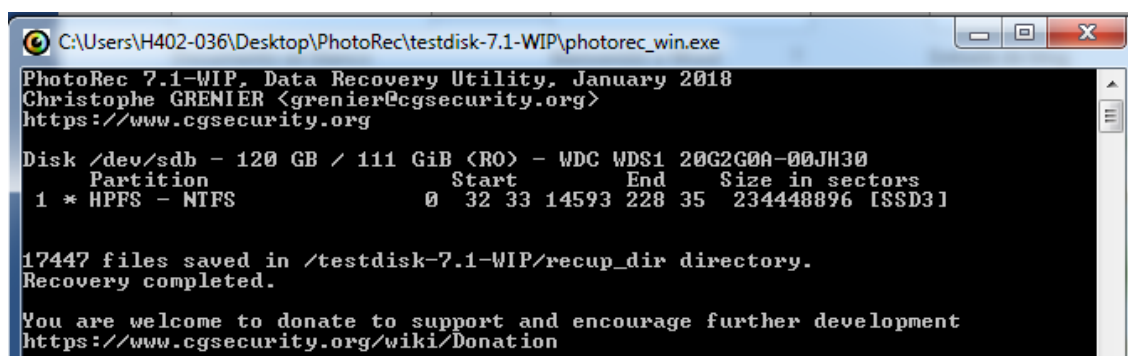 C:\Users\H402-036\Desktop\PhotoRec\testdisk-7.1-WIP\photorec_win.exe
PhotoRec 7.1-WIP, Data Recovery Utility, January 2018
Christophe GRENIER <grenier@cgsecurity.org>
https://www.cgsecurity.org
Disk /dev/sdb - 120 GB / 111 GiB (RO) - WDC WDS1 20G2G0A-00JH30
Partition Start End Size in sectors
1 * HPFS - NTFS 0 32 33 14593 228 35 234448896 [SSD3]
17447 files saved in /testdisk-7.1-WIP/recup_dir directory.
Recovery completed.
You are welcome to donate to support and encourage further development
https://www.cgsecurity.org/wiki/Donation